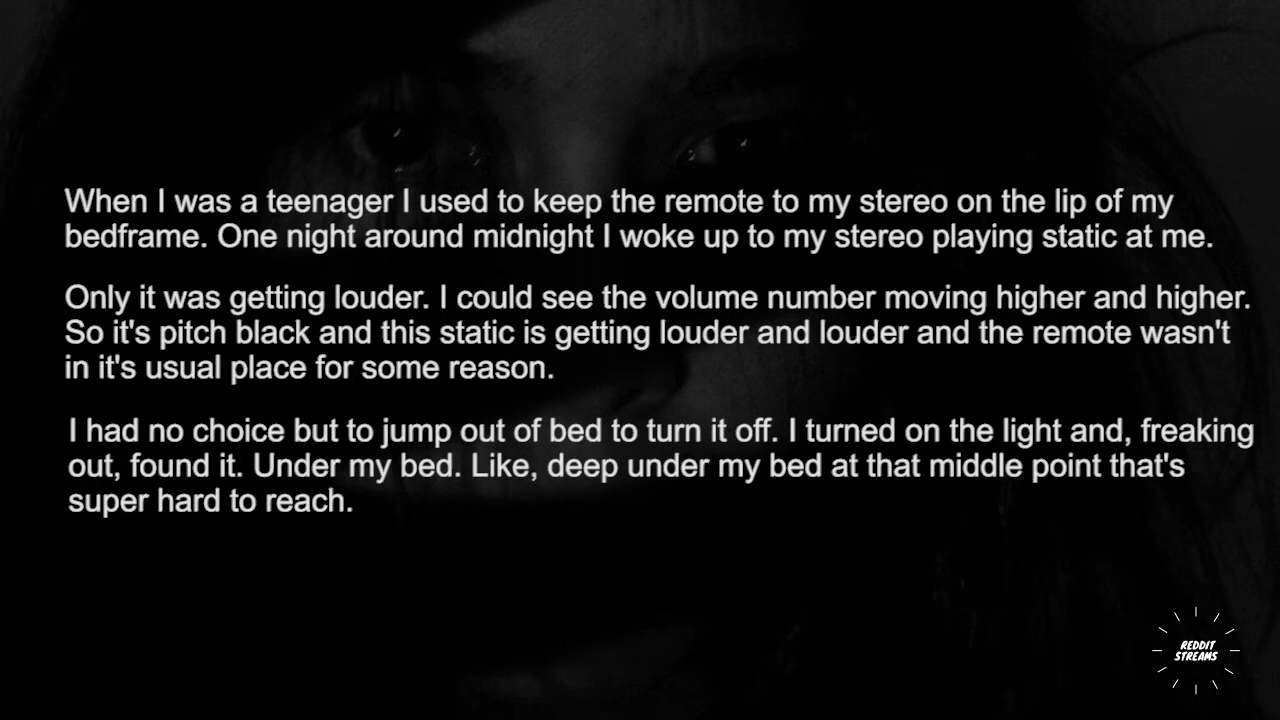 When I was a teenager I used to keep the remote to my stereo on the lip of my
bedframe. One night around midnight I woke up to my stereo playing static at me.
Only it was getting louder. I could see the volume number moving higher and higher.
So it's pitch black and this static is getting louder and louder and the remote wasn't
in it's usual place for some reason.
I had no choice but to jump out of bed to turn it off. I turned on the light and, freaking
out, found it. Under my bed. Like, deep under my bed at that middle point that's
super hard to reach.
REDDIT
STREAMS